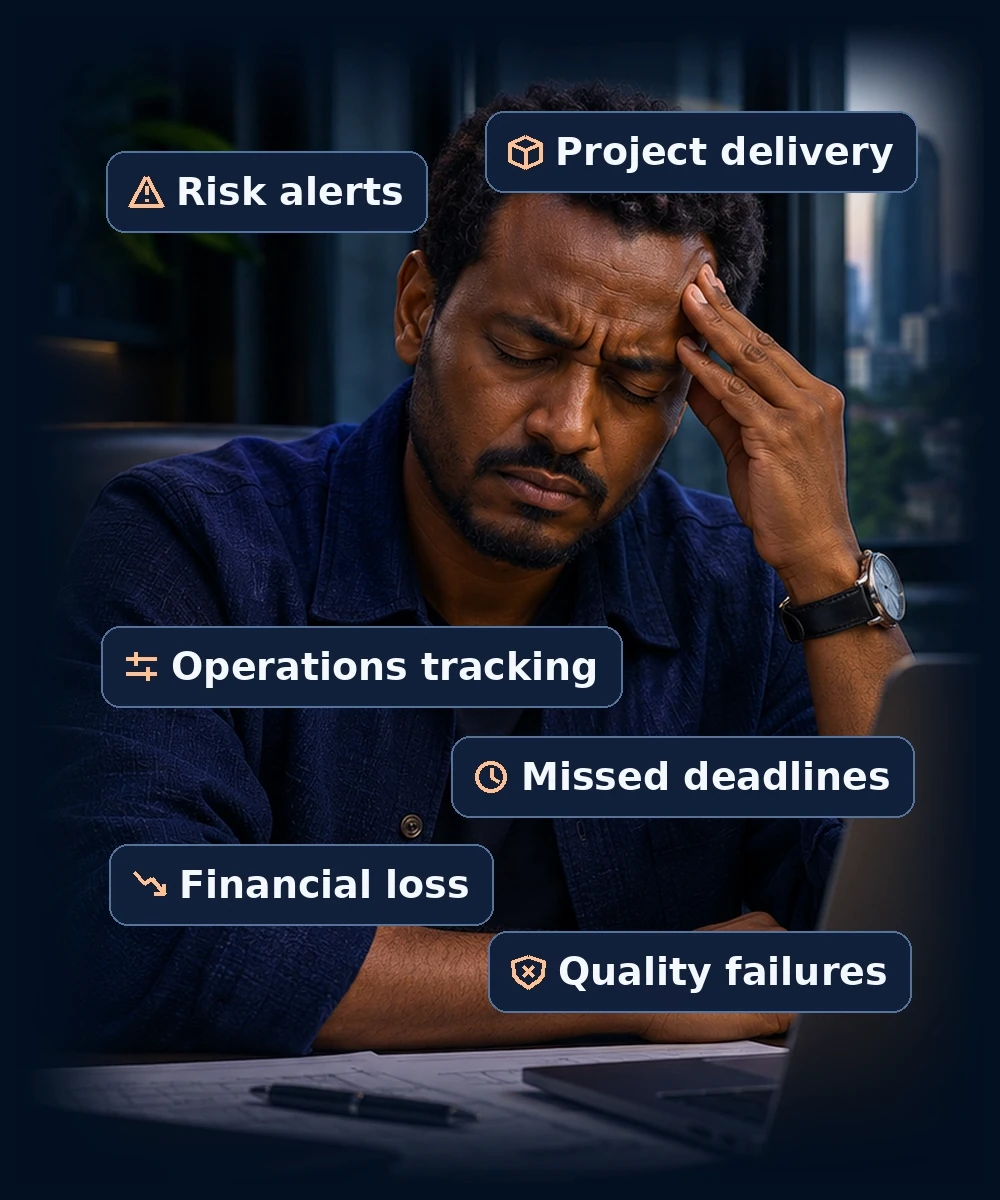 Project delivery
Risk alerts
Operations tracking
Missed deadlines
Financial loss
Quality failures